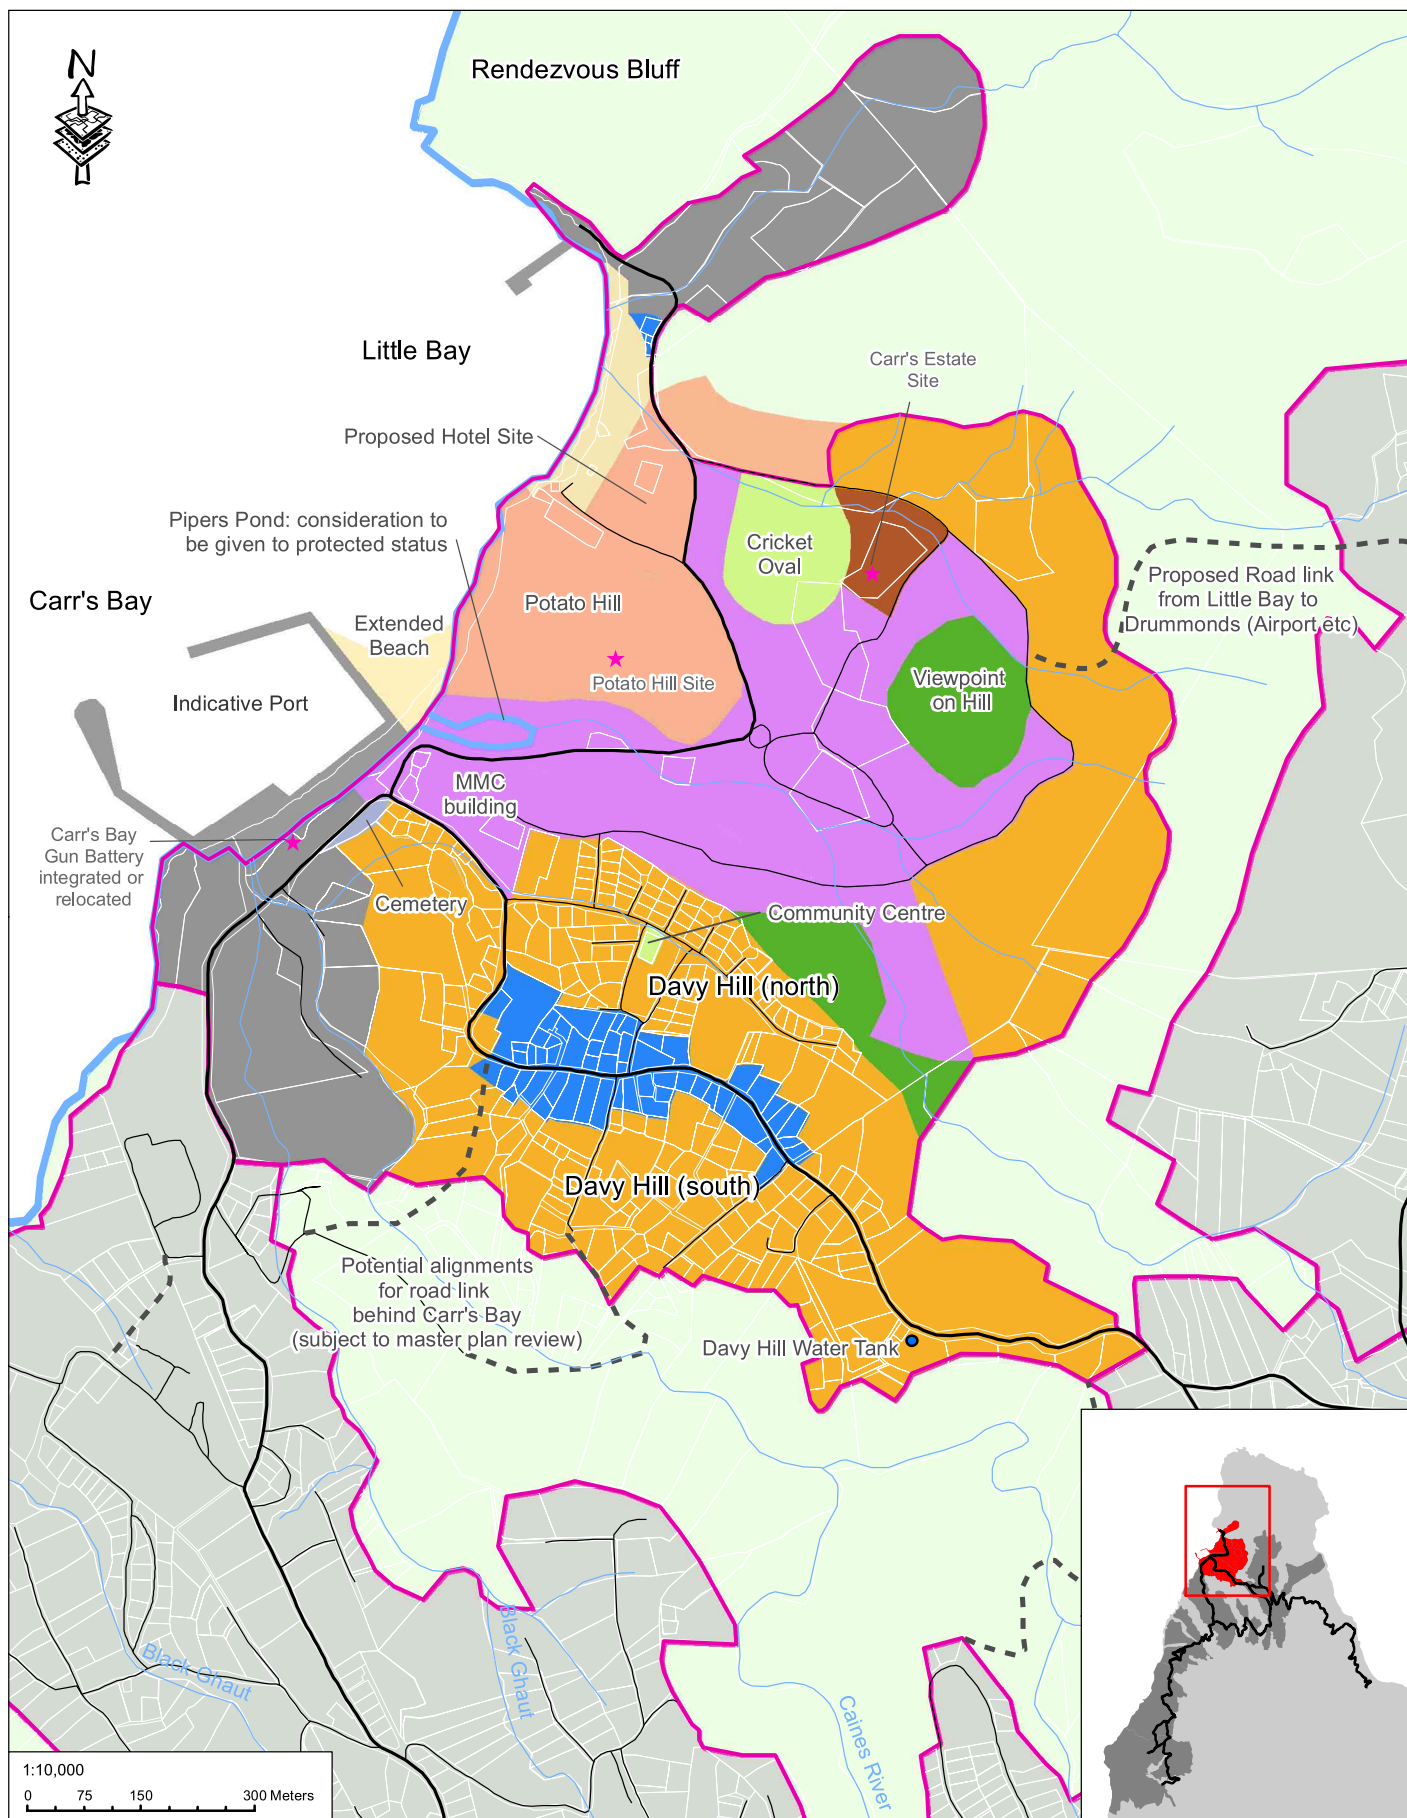 N
Rendezvous Bluff
Little Bay
Carr's Estate
Site
Proposed Hotel Site
Pipers Pond: consideration to
be given to protected status
Cricket
Oval
Proposed Road link
from Little Bay to
Drummonds (Airport etc)
Carr's Bay
Extended
Beach
Potato Hill
Potato Hill Site
Viewpoint
on Hill
Indicative Port
MMC
building
Carr's Bay
Gun Battery
integrated or
relocated
Cemetery
Community Centre
Davy Hill (north)
Davy Hill (south)
Potential alignments
for road link
behind Carr's Bay
(subject to master plan review)
Davy Hill Water Tank
Black Ghaut
Black Ghaut
Caines River
1:10,000
0 75 150 300 Meters